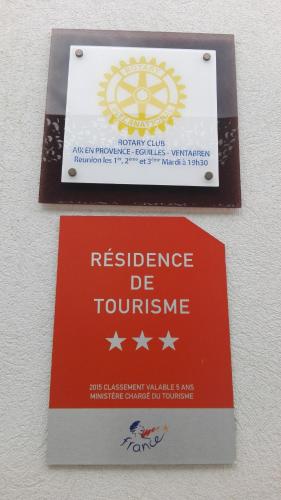 ROTARY
INTERNATIONAL
ROTARY CLUB
AIX EN PROVENCE - EGUILLES - VENTABREN
Reunion les 1er, 2ème et 3ème Mardi à 19h30
RÉSIDENCE
DE
TOURISME
2015 CLASSEMENT VALABLE 5 ANS
MINISTÈRE CHARGÉ DU TOURISME
france